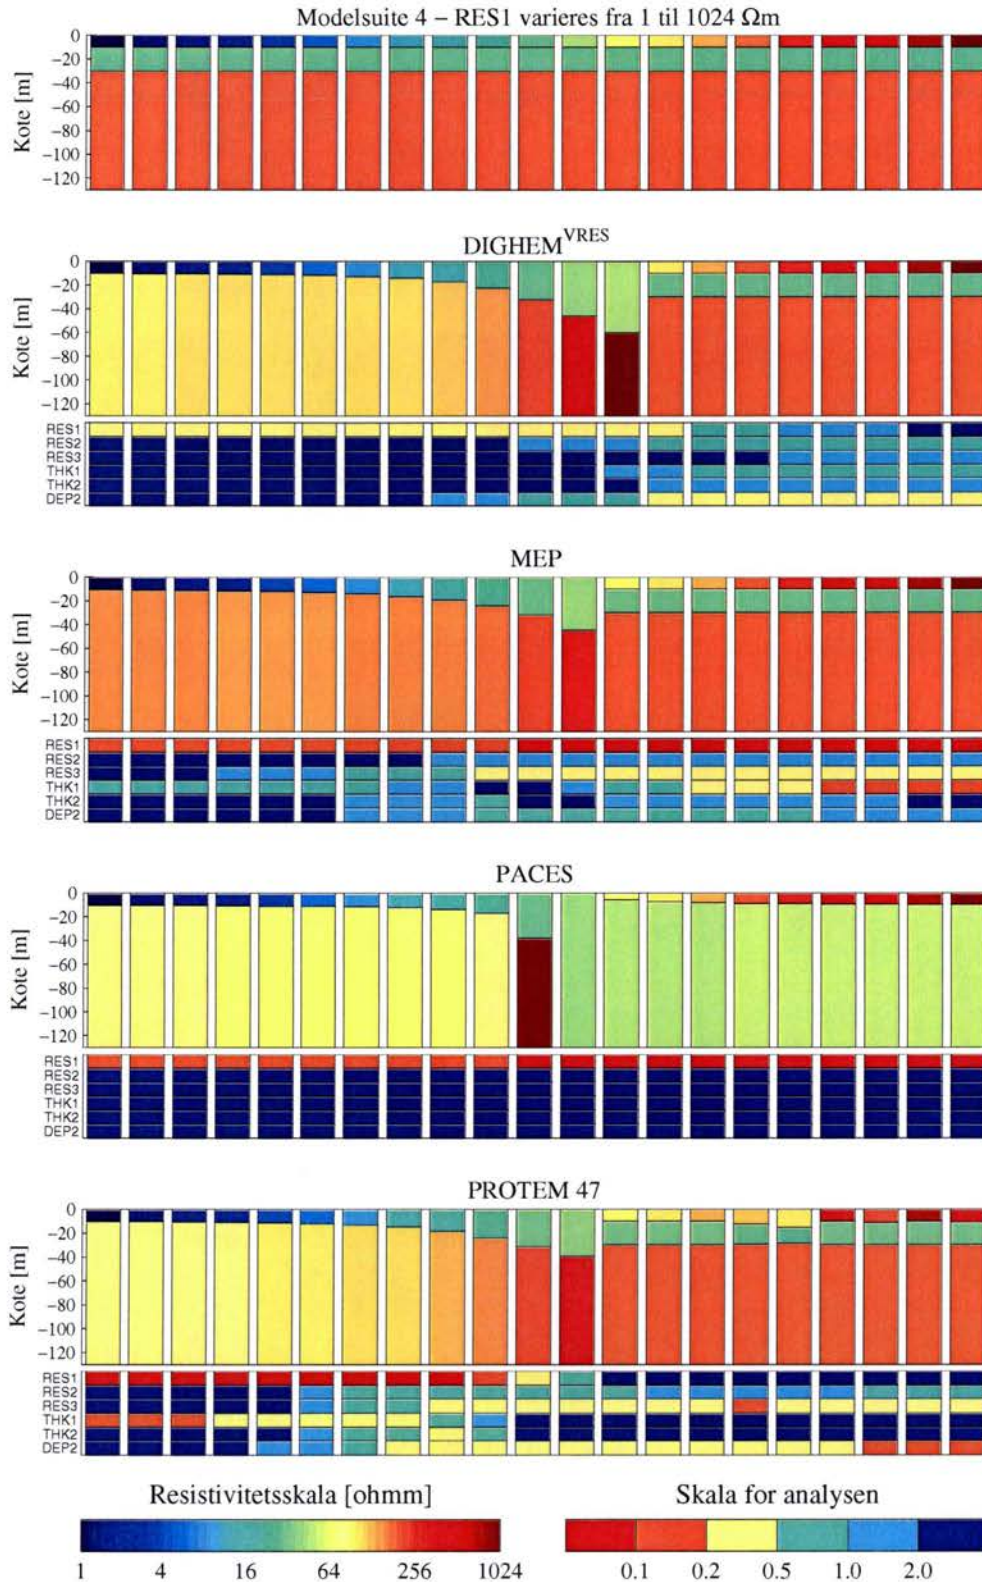 Modelsuite 4 – RES1 varieres fra 1 til 1024 Ωm
Kote [m]
0
−20
−40
−60
−80
−100
−120
DIGHEM^VRES
Kote [m]
0
−20
−40
−60
−80
−100
−120
RES1
RES2
RES3
THK1
THK2
DEP2
MEP
Kote [m]
0
−20
−40
−60
−80
−100
−120
RES1
RES2
RES3
THK1
THK2
DEP2
PACES
Kote [m]
0
−20
−40
−60
−80
−100
−120
RES1
RES2
RES3
THK1
THK2
DEP2
PROTEM 47
Kote [m]
0
−20
−40
−60
−80
−100
−120
RES1
RES2
RES3
THK1
THK2
DEP2
Resistivitetsskala [ohmm]
1 4 16 64 256 1024
Skala for analysen
0.1 0.2 0.5 1.0 2.0